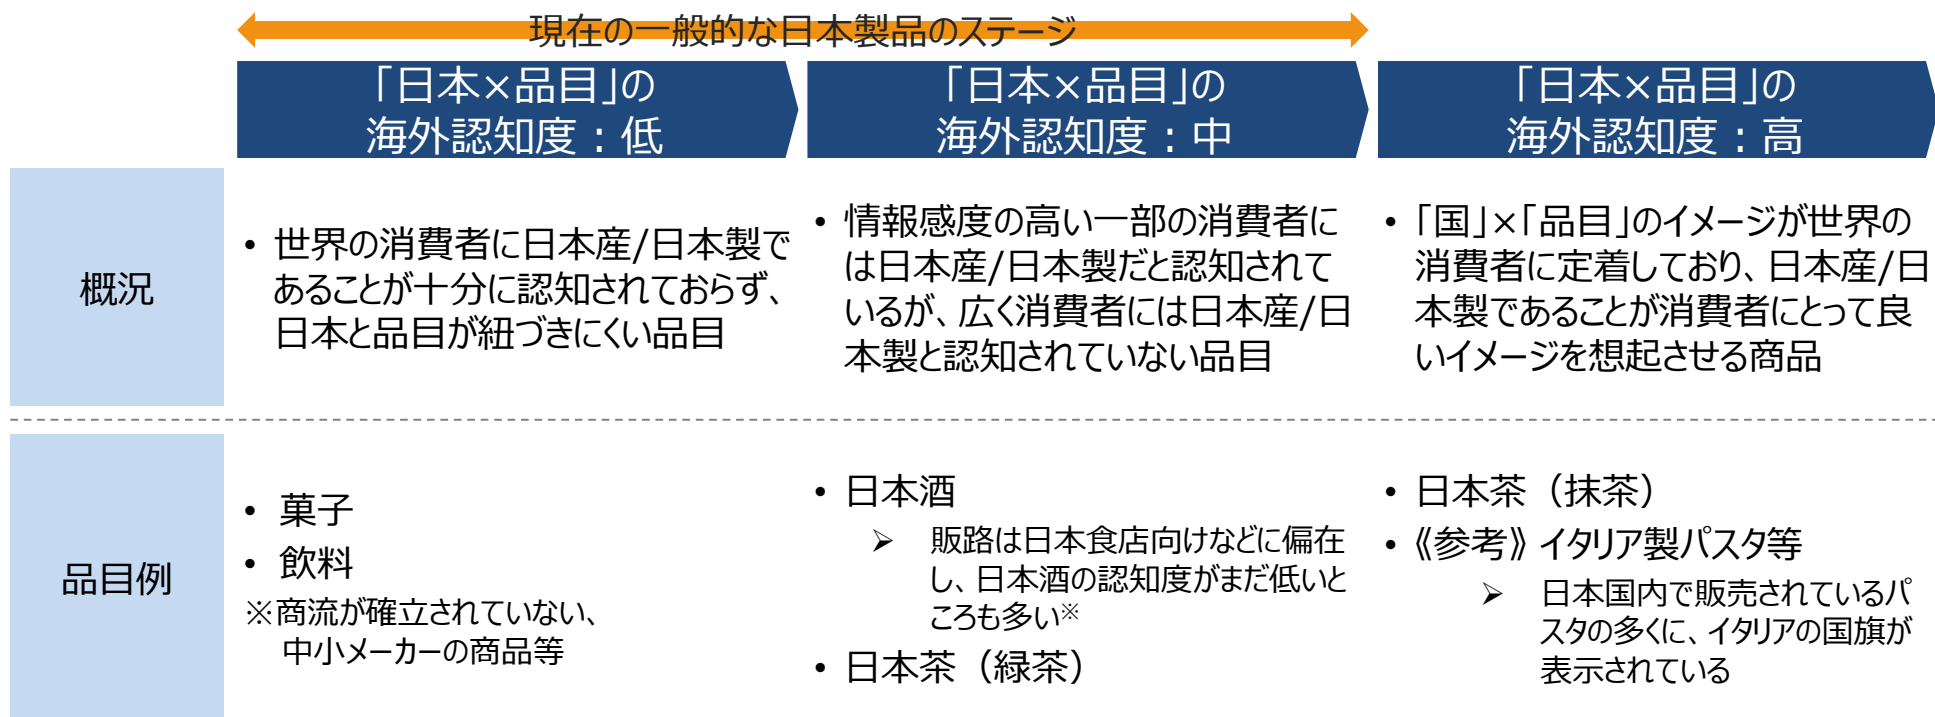 現在の一般的な日本製品のステージ
「日本×品目」の
海外認知度：低
「日本×品目」の
海外認知度：中
「日本×品目」の
海外認知度：高
概況
• 世界の消費者に日本産/日本製で
あることが十分に認知されておらず、
日本と品目が紐づきにくい品目
• 情報感度の高い一部の消費者に
は日本産/日本製だと認知されて
いるが、広く消費者には日本産/日
本製と認知されていない品目
• 「国」×「品目」のイメージが世界の
消費者に定着しており、日本産/日
本製であることが消費者にとって良
いイメージを想起させる商品
品目例
• 菓子
• 飲料
※商流が確立されていない、
中小メーカーの商品等
• 日本酒
➢ 販路は日本食店向けなどに偏在
し、日本酒の認知度がまだ低いと
ころも多い※
• 日本茶（緑茶）
• 日本茶（抹茶）
• 《参考》イタリア製パスタ等
➢ 日本国内で販売されているパ
スタの多くに、イタリアの国旗が
表示されている